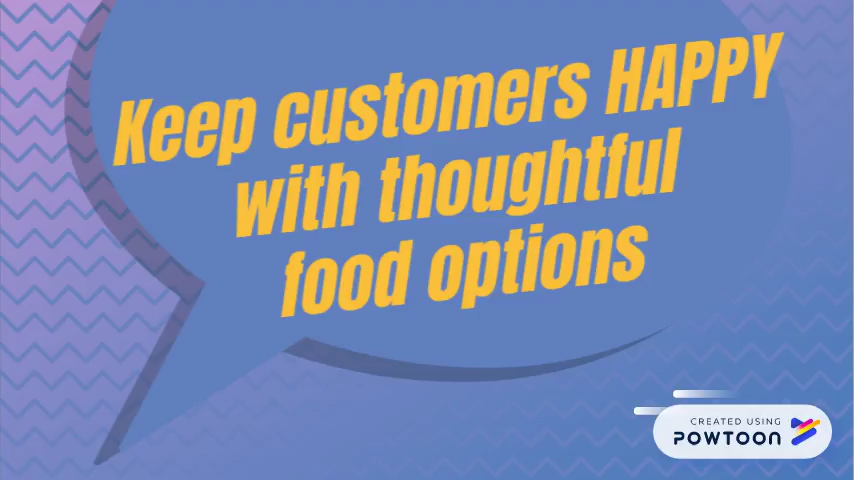 Keep customers HAPPY
with thoughtful
food options
CREATED USING
POWTOON